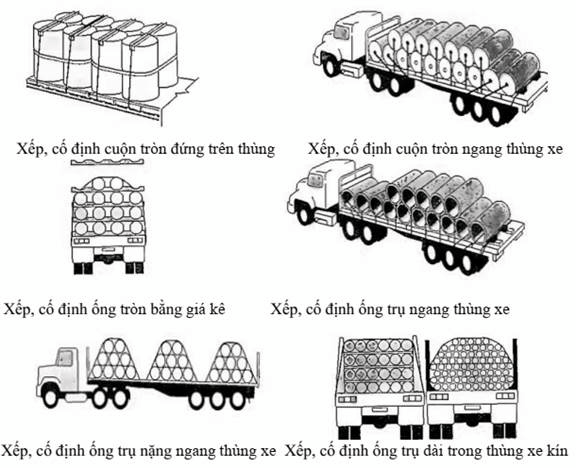 Xếp, cố định cuộn tròn đứng trên thùng
Xếp, cố định cuộn tròn ngang thùng xe
Xếp, cố định ống tròn bằng giá kê
Xếp, cố định ống trụ ngang thùng xe
Xếp, cố định ống trụ nặng ngang thùng xe
Xếp, cố định ống trụ dài trong thùng xe kín